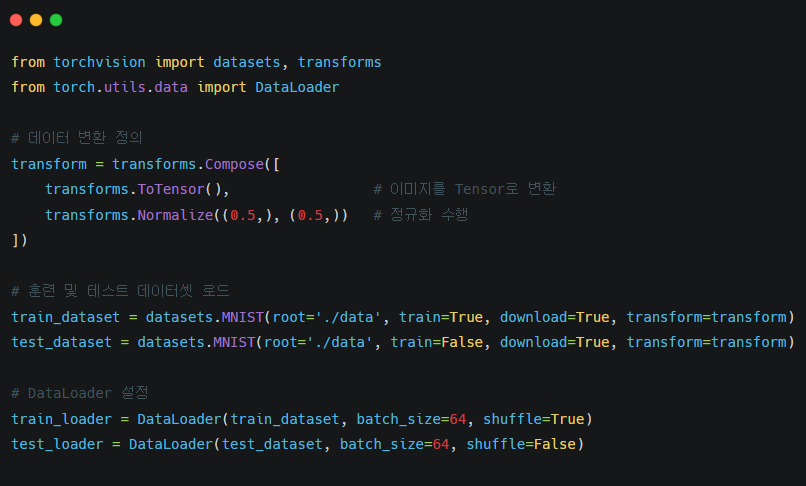 from torchvision import datasets, transforms
from torch.utils.data import DataLoader
# 데이터 변환 정의
transform = transforms.Compose([
    transforms.ToTensor(),                 # 이미지를 Tensor로 변환
    transforms.Normalize((0.5,), (0.5,))   # 정규화 수행
])
# 훈련 및 테스트 데이터셋 로드
train_dataset = datasets.MNIST(root='./data', train=True, download=True, transform=transform)
test_dataset = datasets.MNIST(root='./data', train=False, download=True, transform=transform)
# DataLoader 설정
train_loader = DataLoader(train_dataset, batch_size=64, shuffle=True)
test_loader = DataLoader(test_dataset, batch_size=64, shuffle=False)